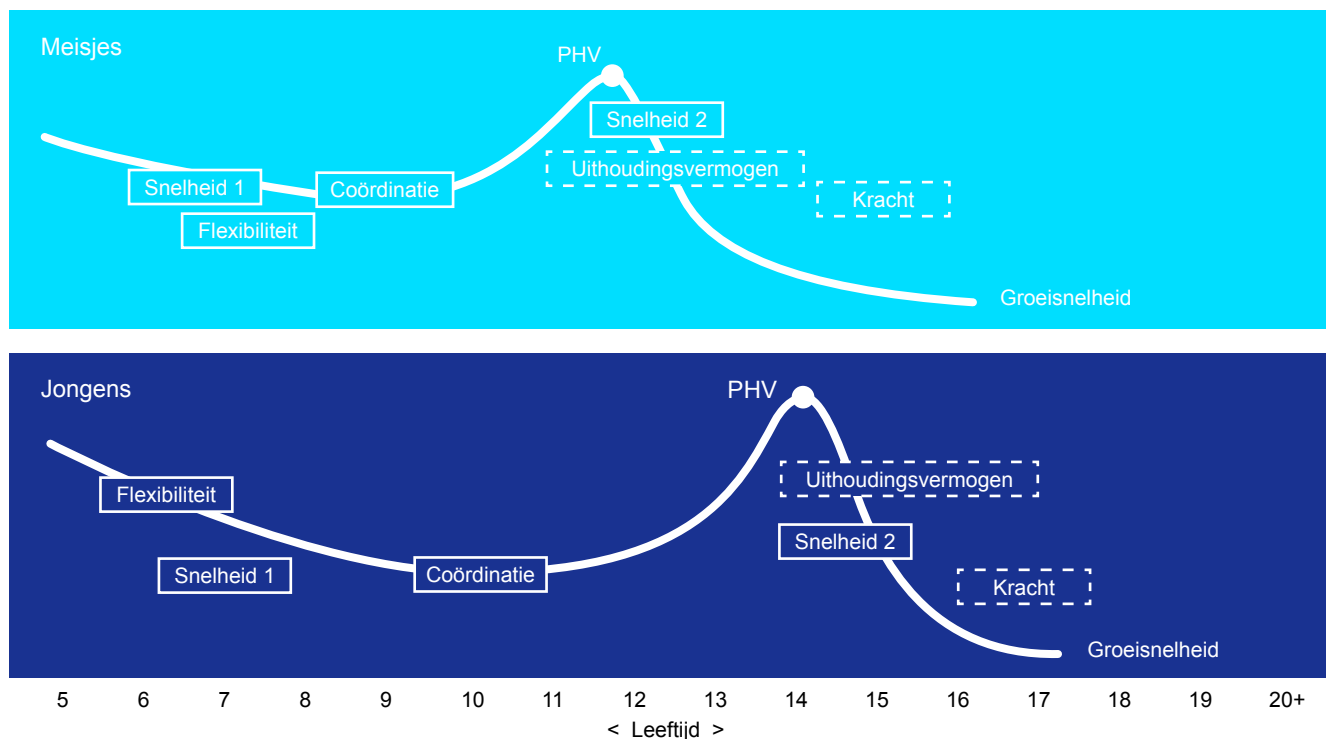 Meisjes
PHV
Snelheid 2
Uithoudingsvermogen
Snelheid 1
Coördinatie
Kracht
Flexibiliteit
Groeisnelheid
Jongens
PHV
Uithoudingsvermogen
Flexibiliteit
Snelheid 2
Snelheid 1
Coördinatie
Kracht
Groeisnelheid
5 6 7 8 9 10 11 12 13 14 15 16 17 18 19 20+
< Leeftijd >